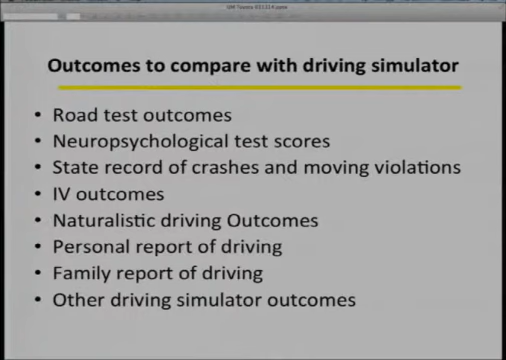 Outcomes to compare with driving simulator
• Road test outcomes
• Neuropsychological test scores
• State record of crashes and moving violations
• IV outcomes
• Naturalistic driving Outcomes
• Personal report of driving
• Family report of driving
• Other driving simulator outcomes